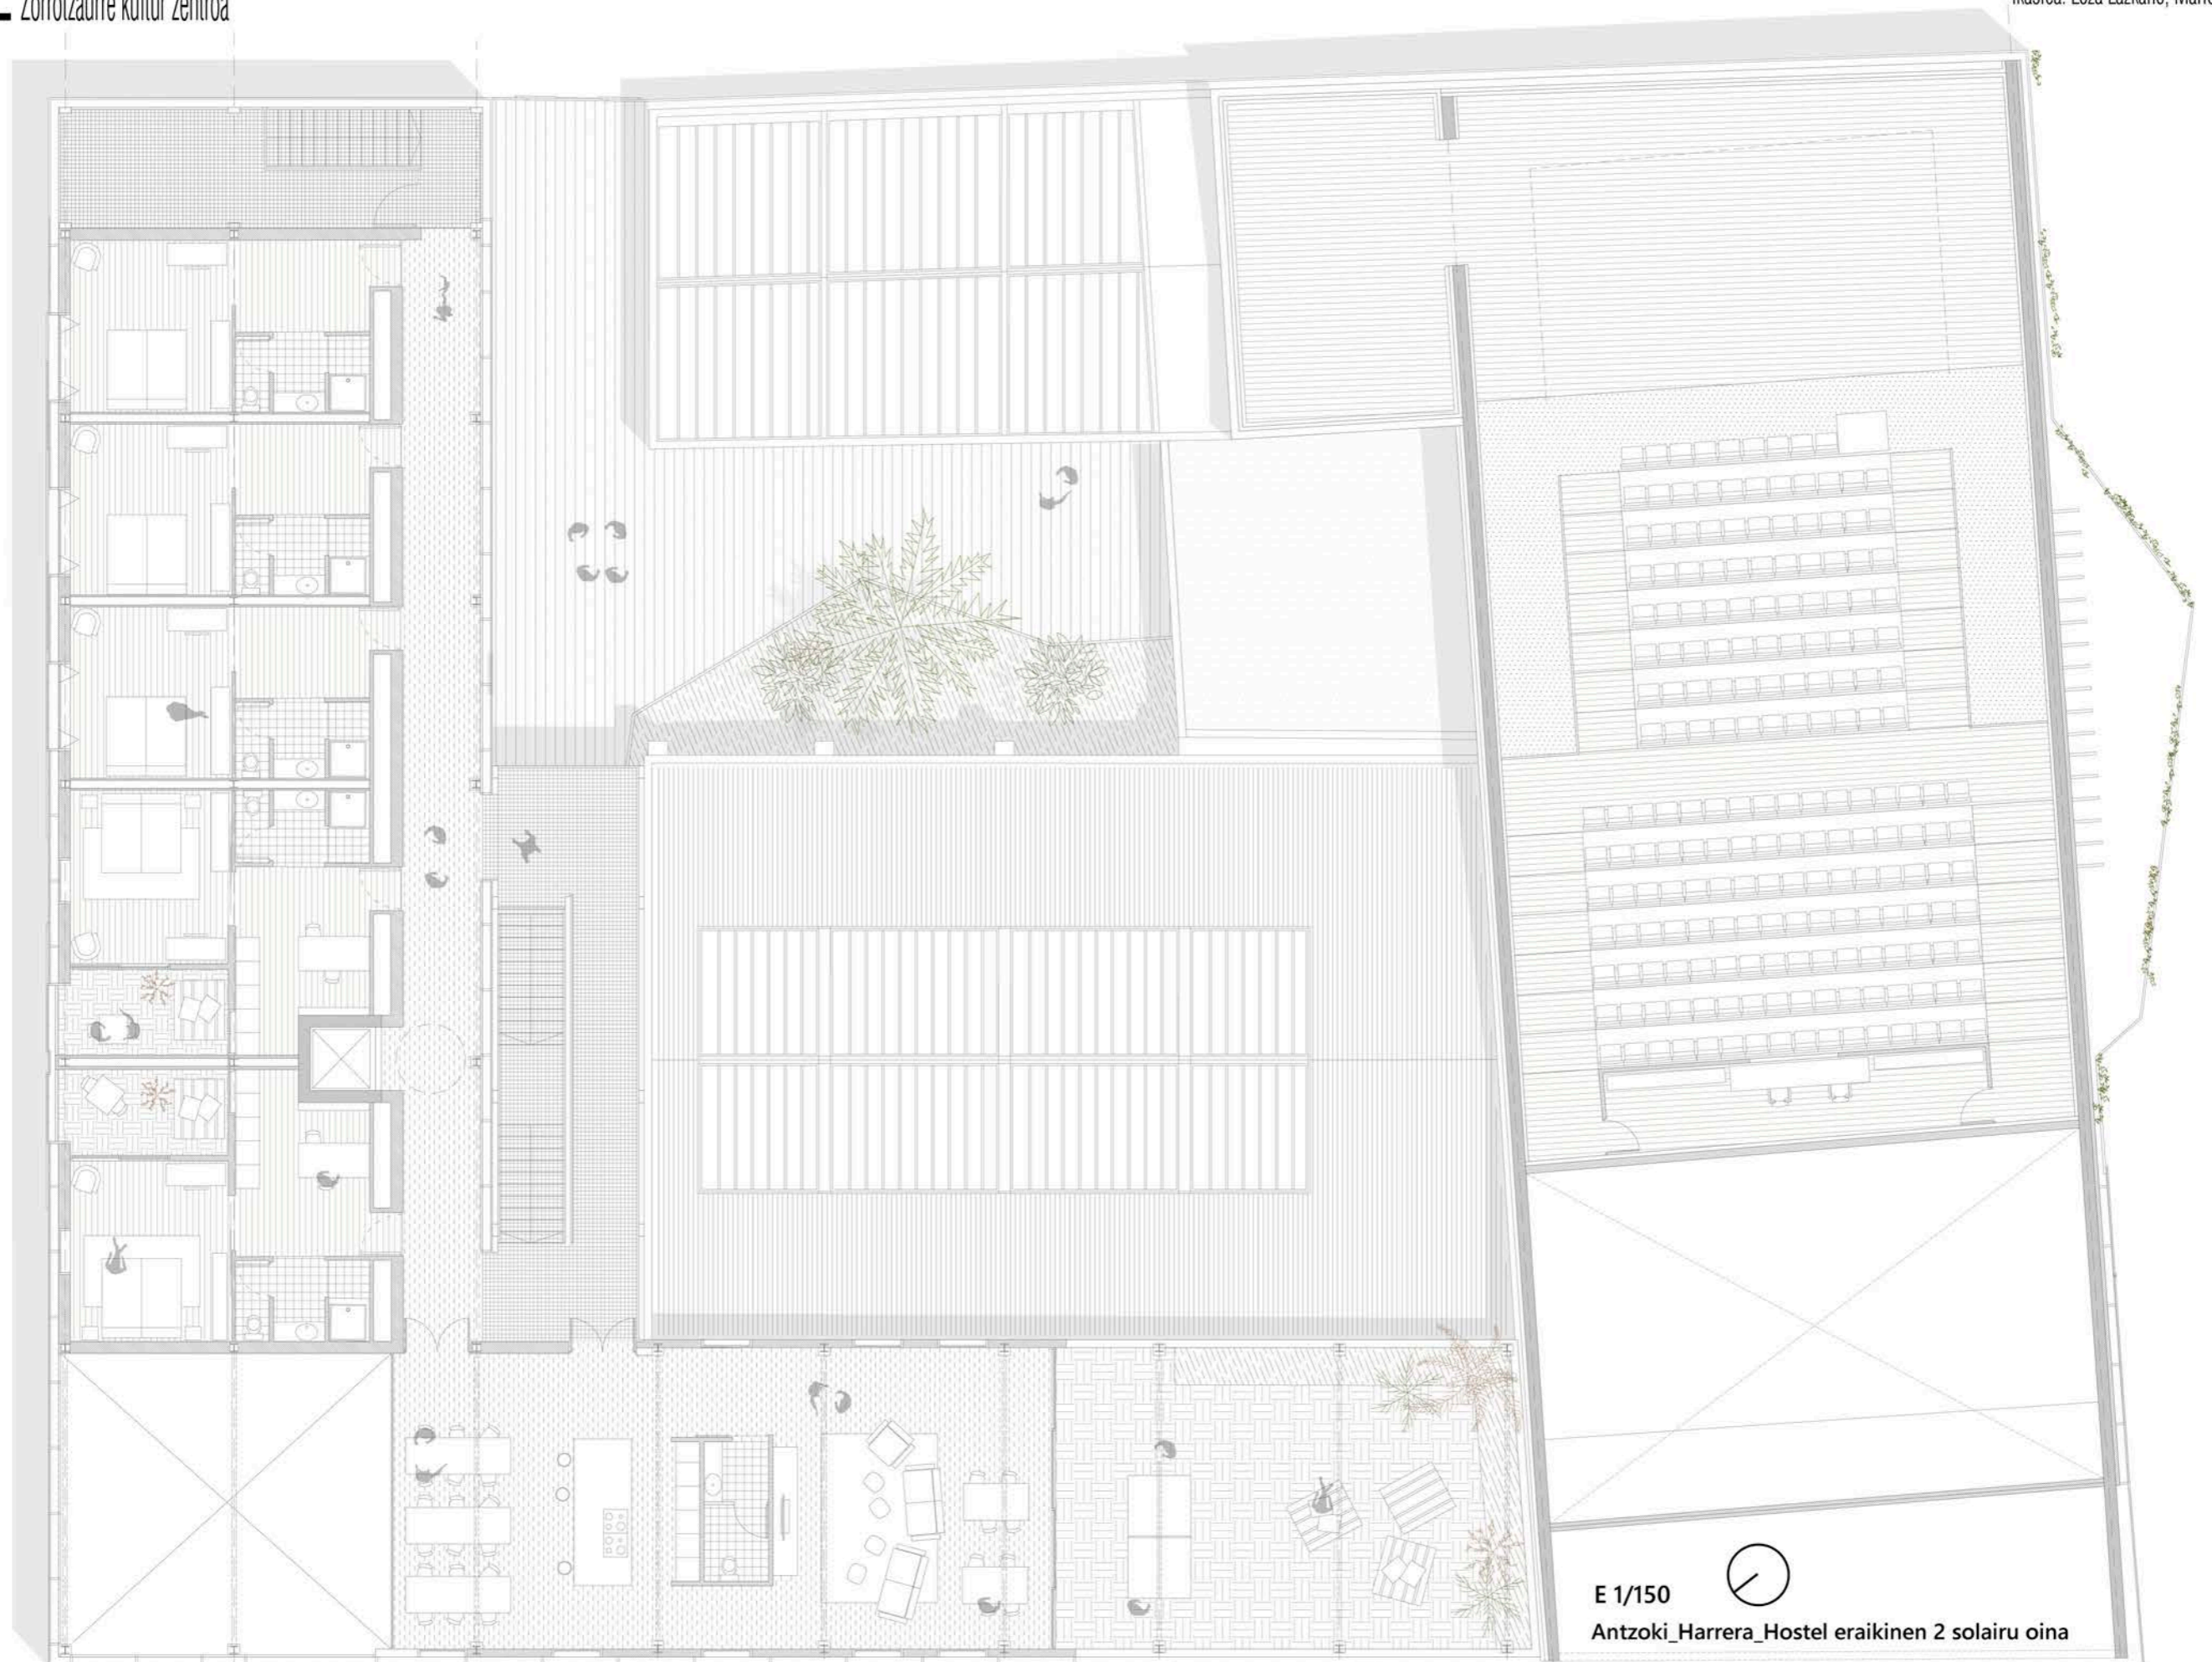 Zorrotzaurre kultur zentroa
E 1/150
Antzoki_Harrera_Hostel eraikinen 2 solairu oina